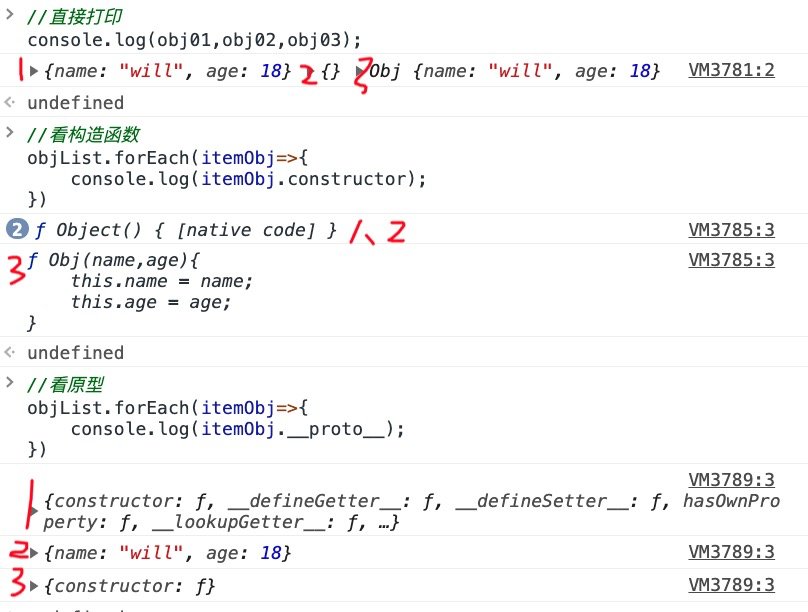 > //直接打印
console.log(obj01,obj02,obj03);
1 ▶{name: "will", age: 18} 2 ▶{} 3 ▶Obj {name: "will", age: 18} VM3781:2
undefined
> //看构造函数
objList.forEach(itemObj=>{
    console.log(itemObj.constructor);
})
2 ƒ Object() { [native code] } 1、2 VM3785:3
3 ƒ Obj(name,age){ VM3785:3
    this.name = name;
    this.age = age;
}
undefined
> //看原型
objList.forEach(itemObj=>{
    console.log(itemObj.__proto__);
})
VM3789:3
1 ▶{constructor: ƒ, __defineGetter__: ƒ, __defineSetter__: ƒ, hasOwnPro
perty: ƒ, __lookupGetter__: ƒ, …}
2 ▶{name: "will", age: 18} VM3789:3
3 ▶{constructor: ƒ} VM3789:3